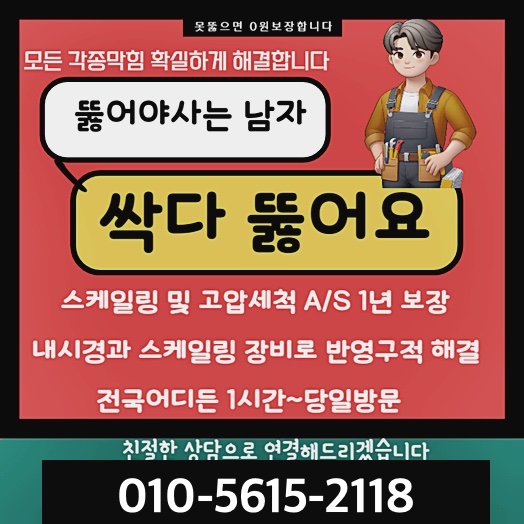 못뚫으면 0원보장합니다
모든 각종막힘 확실하게 해결합니다
뚫어야사는 남자
싹다 뚫어요
스케일링 및 고압세척 A/S 1년 보장
내시경과 스케일링 장비로 반영구적 해결
전국어디든 1시간~당일방문
친절한 상담으로 연결해드리겠습니다
010-5615-2118